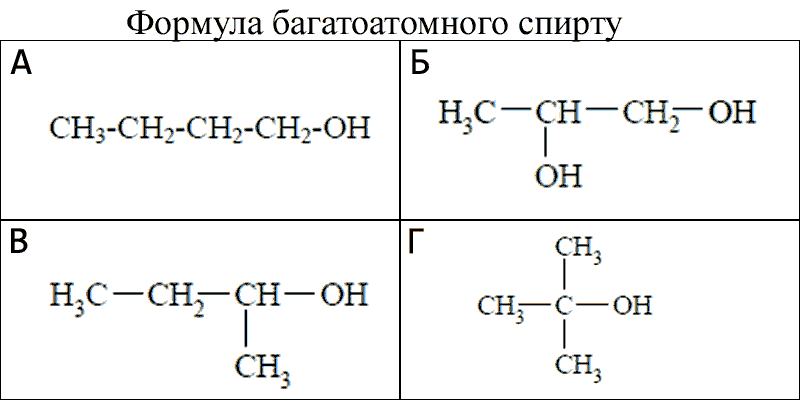 Формула багатоатомного спирту
А
CH3-CH2-CH2-CH2-OH
Б
H3C—CH—CH2—OH
OH
В
H3C—CH2—CH—OH
CH3
Г
CH3
CH3—C—OH
CH3